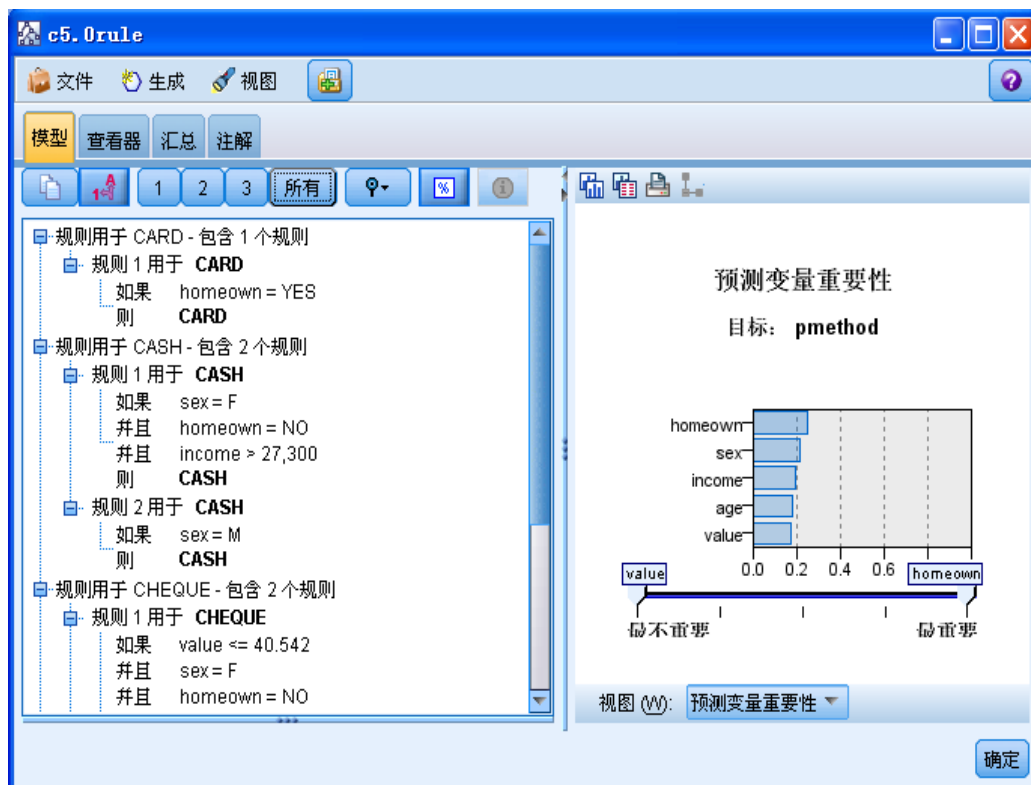 c5.0rule
文件 生成 视图
模型 查看器 汇总 注解
1 2 3 所有 %
规则用于 CARD - 包含 1 个规则
规则 1 用于 CARD
如果 homeown = YES
则 CARD
规则用于 CASH - 包含 2 个规则
规则 1 用于 CASH
如果 sex = F
并且 homeown = NO
并且 income > 27,300
则 CASH
规则 2 用于 CASH
如果 sex = M
则 CASH
规则用于 CHEQUE - 包含 2 个规则
规则 1 用于 CHEQUE
如果 value <= 40.542
并且 sex = F
并且 homeown = NO
预测变量重要性
目标: pmethod
homeown
sex
income
age
value
0.0 0.2 0.4 0.6
value homeown
最不重要 最重要
视图 (W): 预测变量重要性
确定